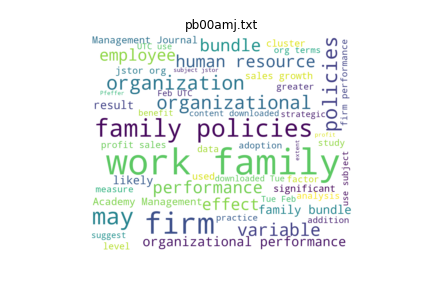 pb00amj.txt
Management Journal
UTC use
employee
bundle
cluster
org terms
jstor org
subject jstor
human resource
policies
firm performance
organization
sales growth
greater
Pfeffer
Feb UTC
result
organizational
benefit
content downloaded
strategic
family policies
profit sales
data
adoption
extent
profit
study
work family
likely
used
downloaded Tue
Tue Feb
factor
measure
performance
significant
analysis
use subject
Academy Management
effect
family bundle
may
firm
practice
variable
addition
suggest
level
organizational performance